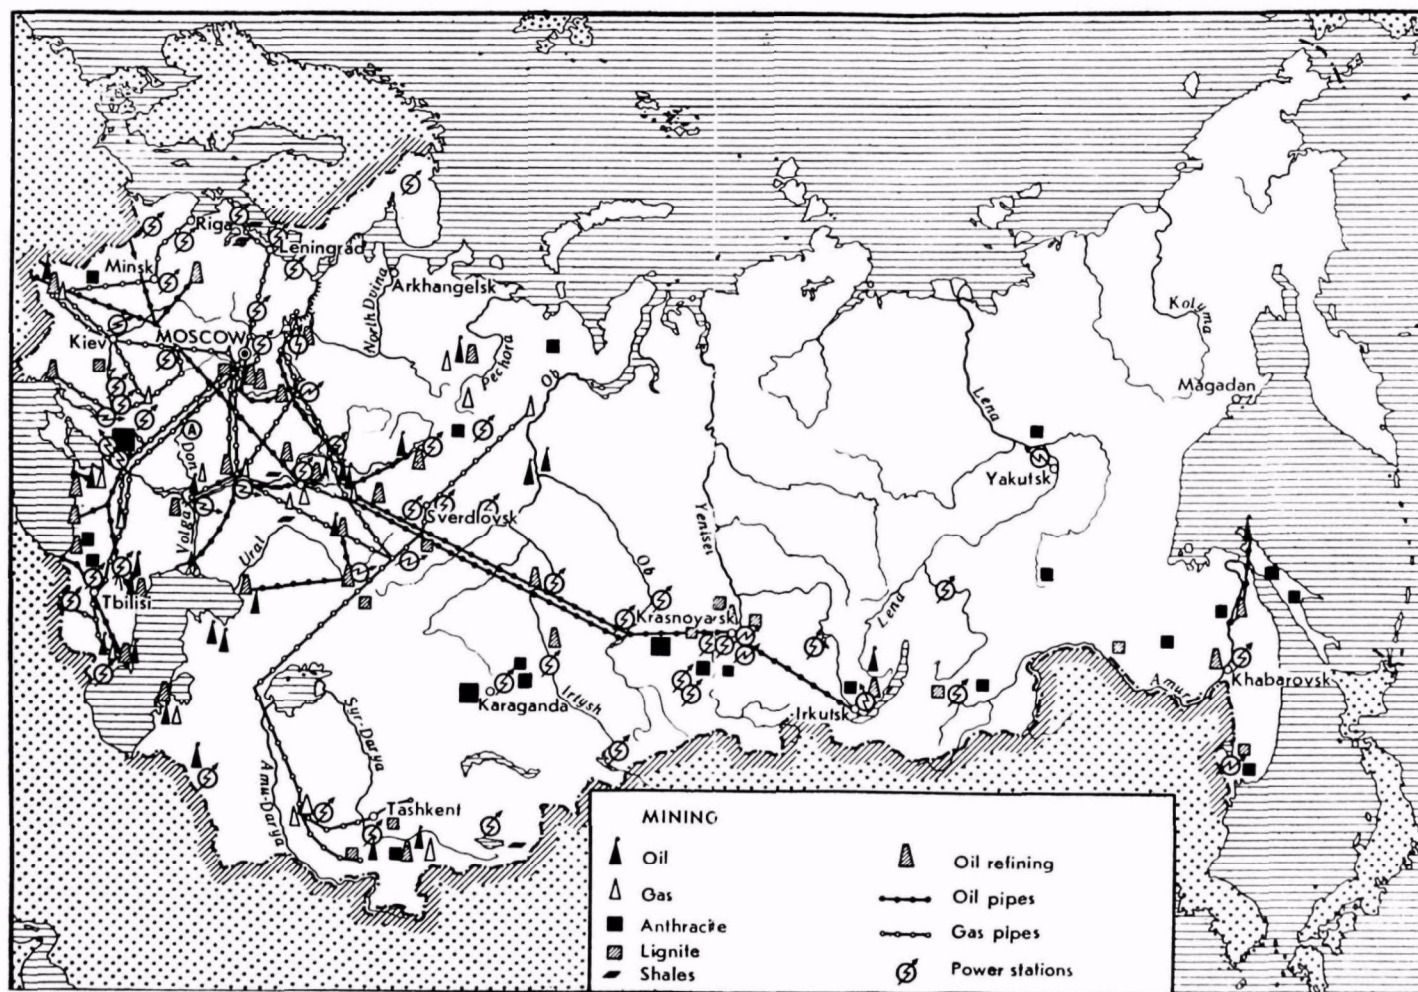 Riga
Leningrad
Minsk
Arkhangelsk
North Dvina
Kolyma
MOSCOW
Kiev
Pechora
Ob
Lena
Magadan
A
Don
Yakutsk
Sverdlovsk
Yenisei
Volga
Ural
Ob
Lena
Tbilisi
Krasnoyarsk
Khabarovsk
Amur
Karaganda
Irtysh
Irkutsk
Syr-Darya
Amu-Darya
Tashkent
MINING
Oil
Gas
Anthracite
Lignite
Shales
Oil refining
Oil pipes
Gas pipes
Power stations